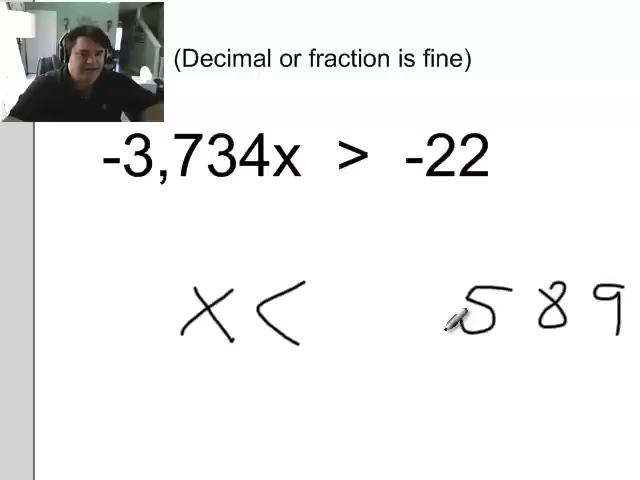 (Decimal or fraction is fine)
-3,734x > -22
x < 589